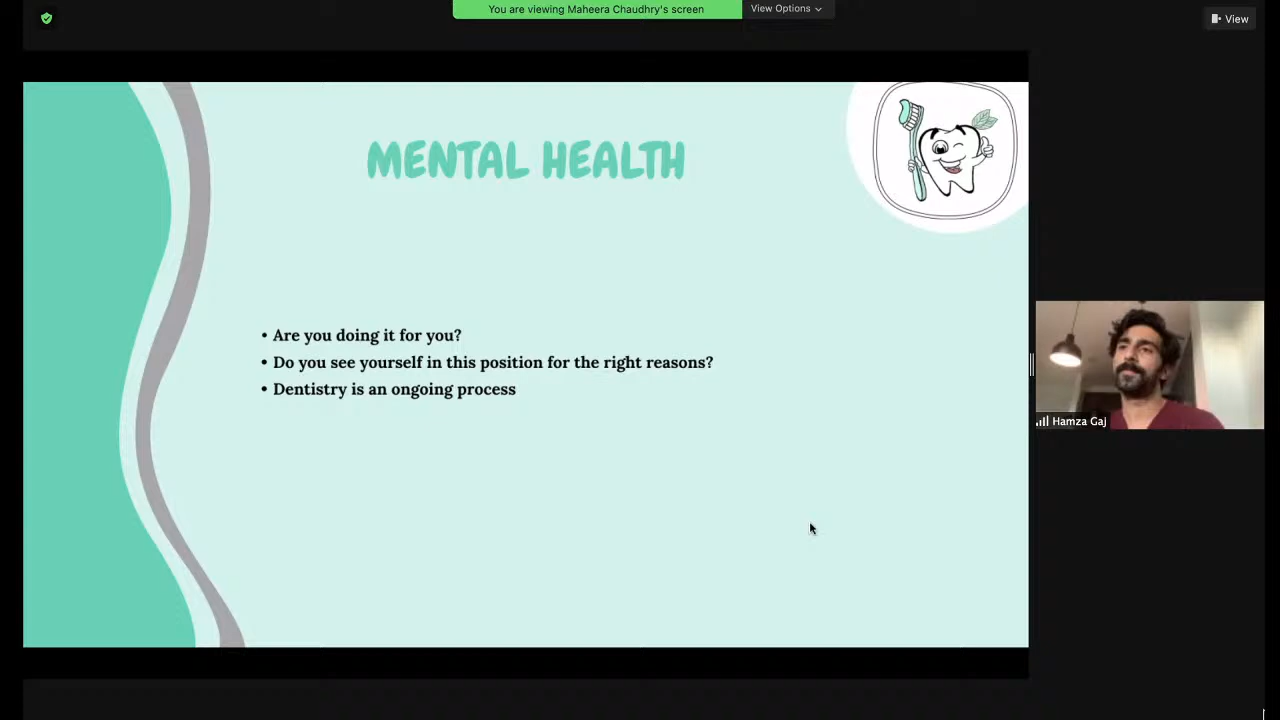 You are viewing Maheera Chaudhry's screen
View Options
View
MENTAL HEALTH
• Are you doing it for you?
• Do you see yourself in this position for the right reasons?
• Dentistry is an ongoing process
Hamza Gaj